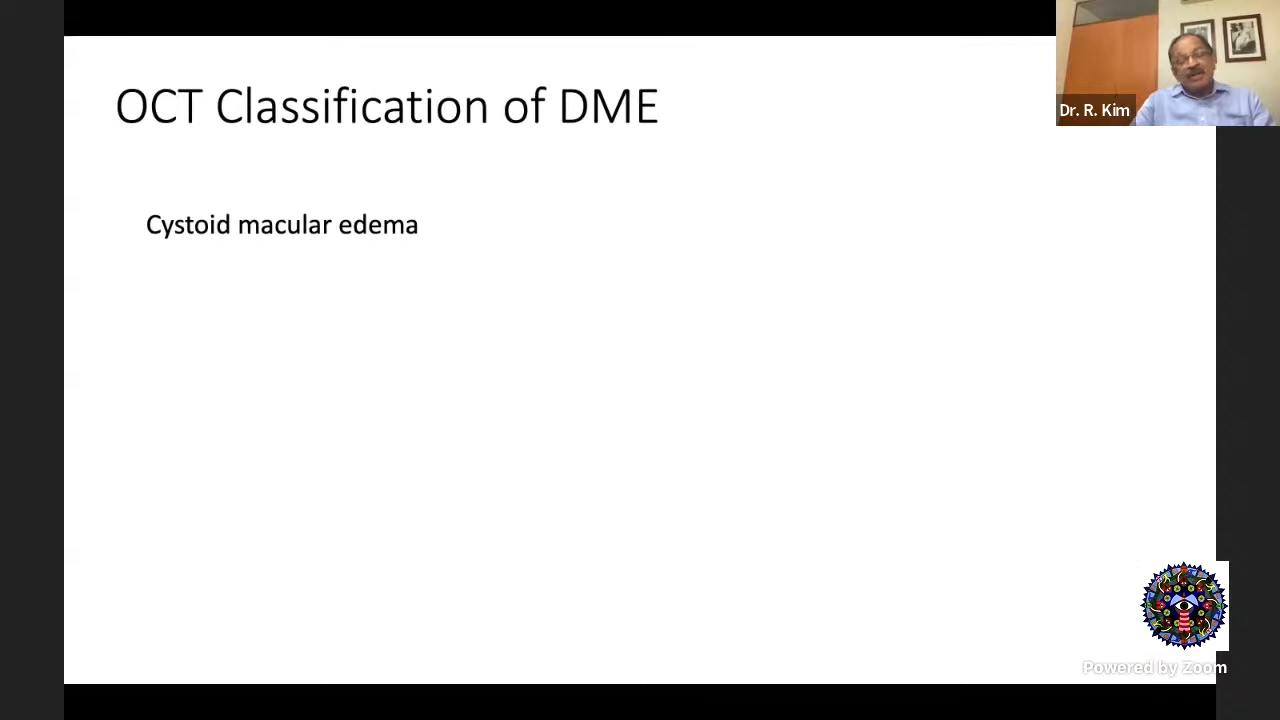 OCT Classification of DME
Dr. R. Kim
Cystoid macular edema
Powered by Zoom